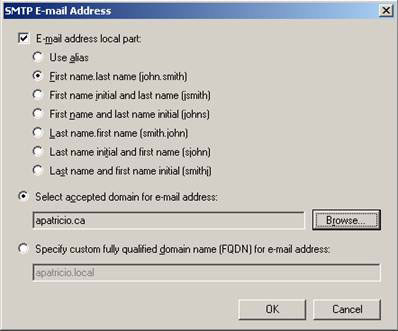 SMTP E-mail Address
E-mail address local part:
Use alias
First name.last name (john.smith)
First name initial and last name (jsmith)
First name and last name initial (johns)
Last name.first name (smith.john)
Last name initial and first name (sjohn)
Last name and first name initial (smithj)
Select accepted domain for e-mail address:
apatricio.ca
Browse...
Specify custom fully qualified domain name (FQDN) for e-mail address:
apatricio.local
OK
Cancel